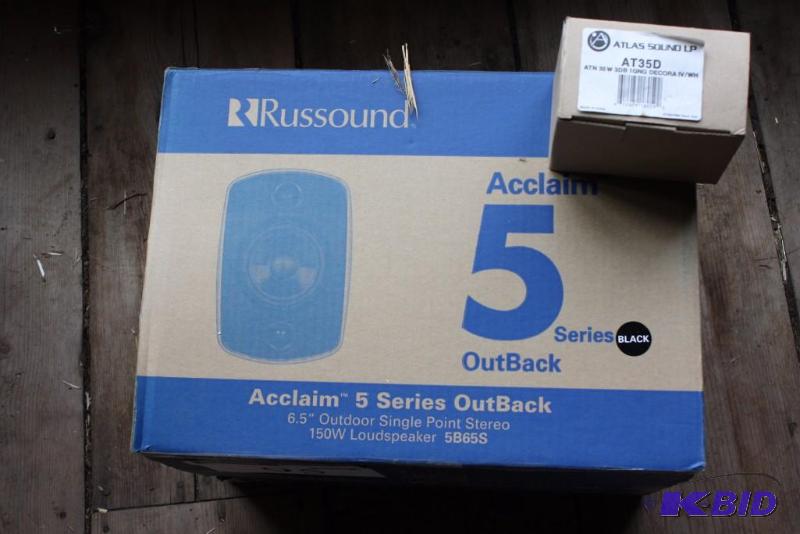 ATLAS SOUND LP
AT35D
ATN 35W 3DB 1GNG DECORA IV/WH
Russound
Acclaim
5
Series
BLACK
OutBack
Acclaim™ 5 Series OutBack
6.5" Outdoor Single Point Stereo
150W Loudspeaker 5B65S
K-BID